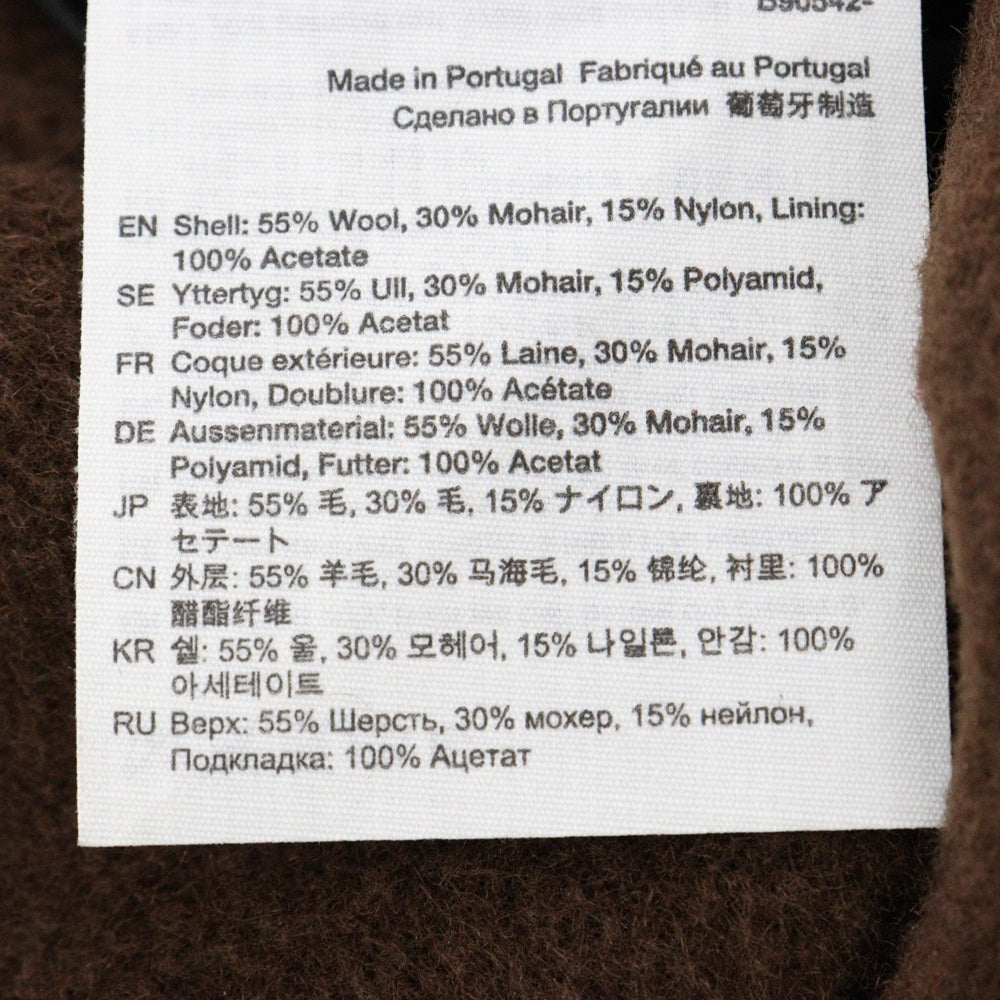 B90542-
Made in Portugal Fabriqué au Portugal
Сделано в Португалии 葡萄牙制造
EN Shell: 55% Wool, 30% Mohair, 15% Nylon, Lining:
100% Acetate
SE Yttertyg: 55% Ull, 30% Mohair, 15% Polyamid,
Foder: 100% Acetat
FR Coque extérieure: 55% Laine, 30% Mohair, 15%
Nylon, Doublure: 100% Acétate
DE Aussenmaterial: 55% Wolle, 30% Mohair, 15%
Polyamid, Futter: 100% Acetat
JP 表地: 55% 毛, 30% 毛, 15% ナイロン, 裏地: 100% ア
セテート
CN 外层: 55% 羊毛, 30% 马海毛, 15% 锦纶, 衬里: 100%
醋酯纤维
KR 쉘: 55% 울, 30% 모헤어, 15% 나일론, 안감: 100%
아세테이트
RU Верх: 55% Шерсть, 30% мохер, 15% нейлон,
Подкладка: 100% Ацетат